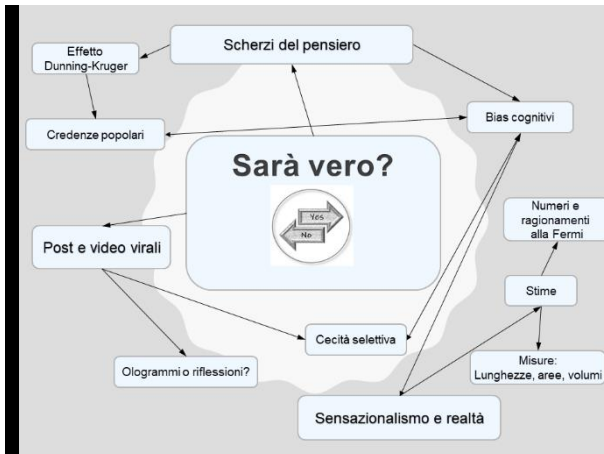 Scherzi del pensiero
Effetto
Dunning-Kruger
Credenze popolari
Bias cognitivi
Sarà vero?
Yes
No
Numeri e
ragionamenti
alla Fermi
Post e video virali
Stime
Cecità selettiva
Ologrammi o riflessioni?
Misure:
Lunghezze, aree, volumi
Sensazionalismo e realtà